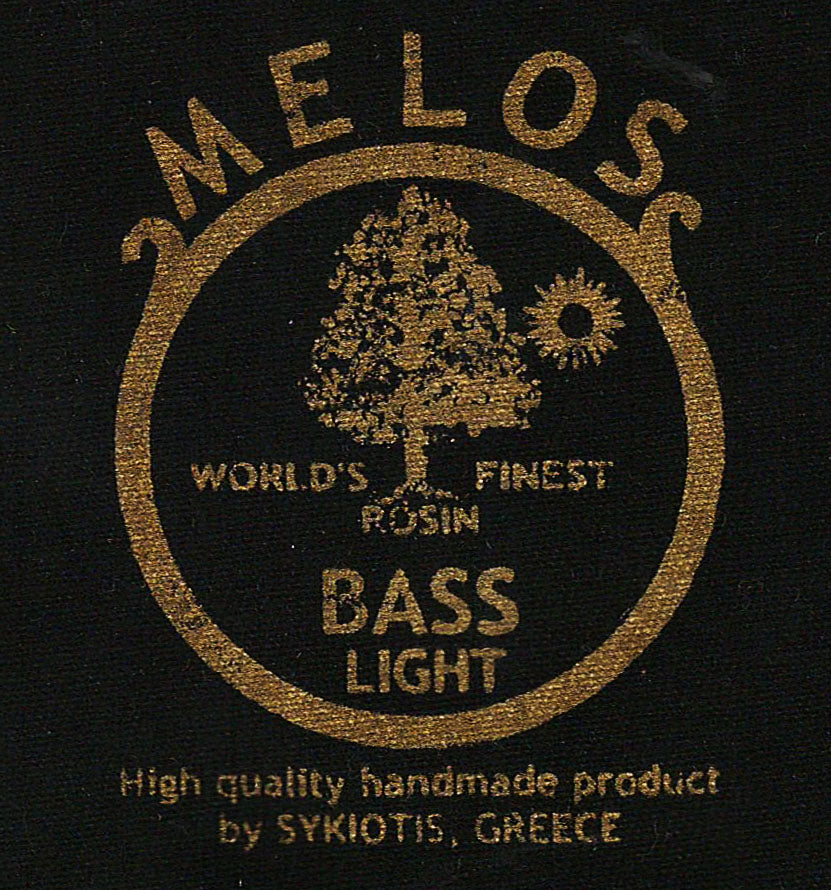 MELOS
WORLD'S FINEST
ROSIN
BASS
LIGHT
High quality handmade product
by SYKIOTIS, GREECE